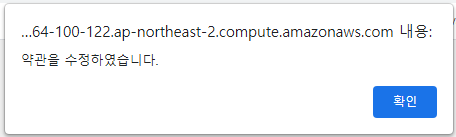 ...64-100-122.ap-northeast-2.compute.amazonaws.com 내용:
약관을 수정하였습니다.
확인